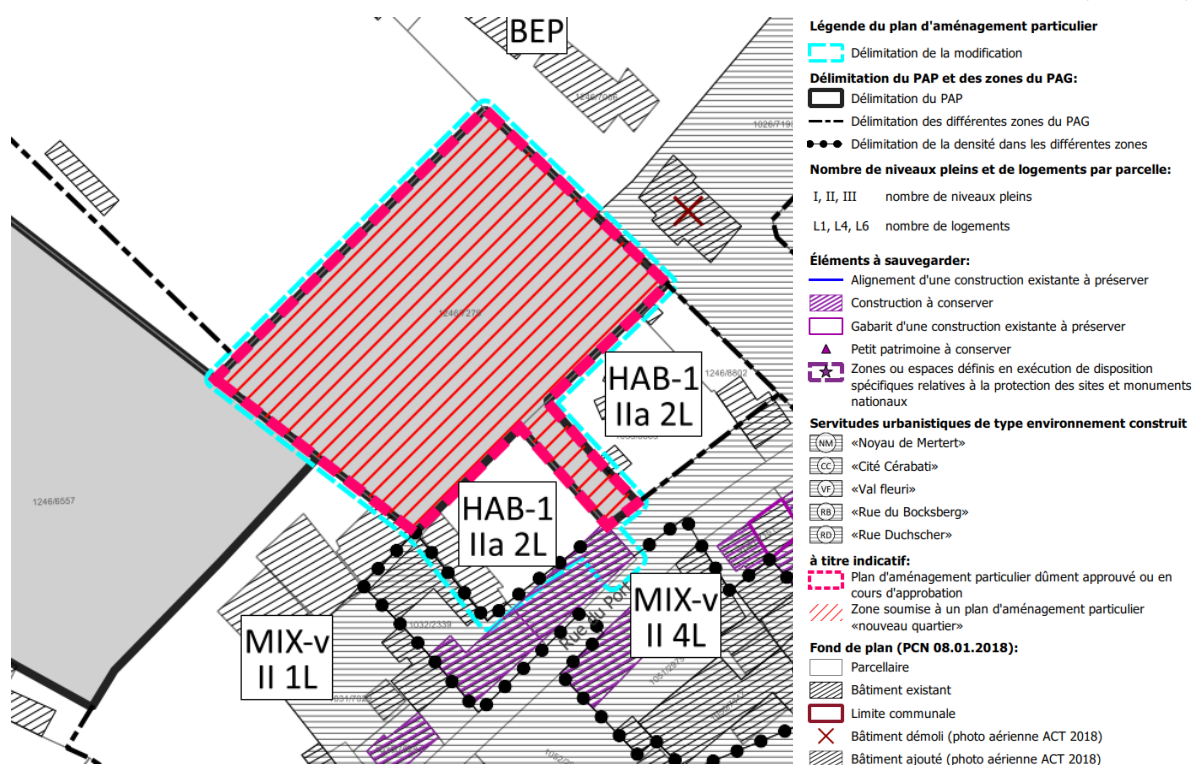 BEP
1246/7279
HAB-1
IIa 2L
1246/8802
HAB-1
IIa 2L
1246/6557
MIX-v
II 1L
1032/2339
Rue du Pont
MIX-v
II 4L
Légende du plan d'aménagement particulier
Délimitation de la modification
Délimitation du PAP et des zones du PAG:
Délimitation du PAP
Délimitation des différentes zones du PAG
Délimitation de la densité dans les différentes zones
Nombre de niveaux pleins et de logements par parcelle:
I, II, III nombre de niveaux pleins
L1, L4, L6 nombre de logements
Éléments à sauvegarder:
Alignement d'une construction existante à préserver
Construction à conserver
Gabarit d'une construction existante à préserver
Petit patrimoine à conserver
Zones ou espaces définis en exécution de disposition
spécifiques relatives à la protection des sites et monuments
nationaux
Servitudes urbanistiques de type environnement construit
NM «Noyau de Mertert»
CC «Cité Cérabati»
VF «Val fleuri»
RB «Rue du Bocksberg»
RD «Rue Duchscher»
à titre indicatif:
Plan d'aménagement particulier dûment approuvé ou en
cours d'approbation
Zone soumise à un plan d'aménagement particulier
«nouveau quartier»
Fond de plan (PCN 08.01.2018):
Parcellaire
Bâtiment existant
Limite communale
Bâtiment démoli (photo aérienne ACT 2018)
Bâtiment ajouté (photo aérienne ACT 2018)